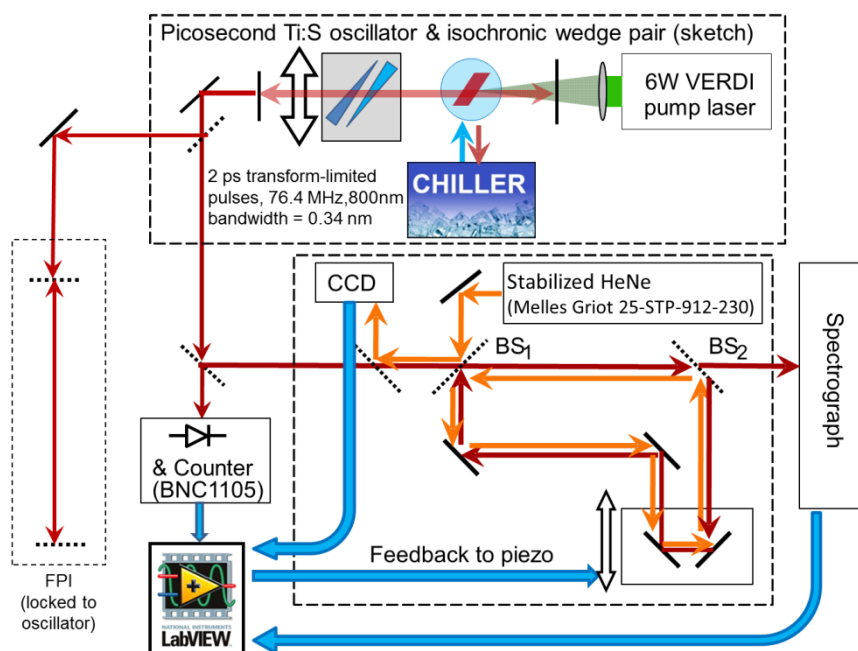 Picosecond Ti:S oscillator & isochronic wedge pair (sketch)
6W VERDI
pump laser
2 ps transform-limited
pulses, 76.4 MHz,800nm
bandwidth = 0.34 nm
CHILLER
CCD
Stabilized HeNe
(Melles Griot 25-STP-912-230)
BS1
BS2
Spectrograph
& Counter
(BNC1105)
Feedback to piezo
FPI
(locked to
oscillator)
NATIONAL INSTRUMENTS
LabVIEW